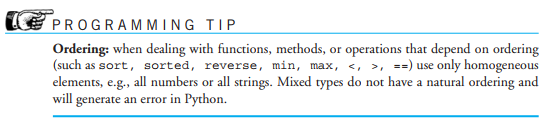 PROGRAMMING TIP
Ordering: when dealing with functions, methods, or operations that depend on ordering
(such as sort, sorted, reverse, min, max, <, >, ==) use only homogeneous
elements, e.g., all numbers or all strings. Mixed types do not have a natural ordering and
will generate an error in Python.